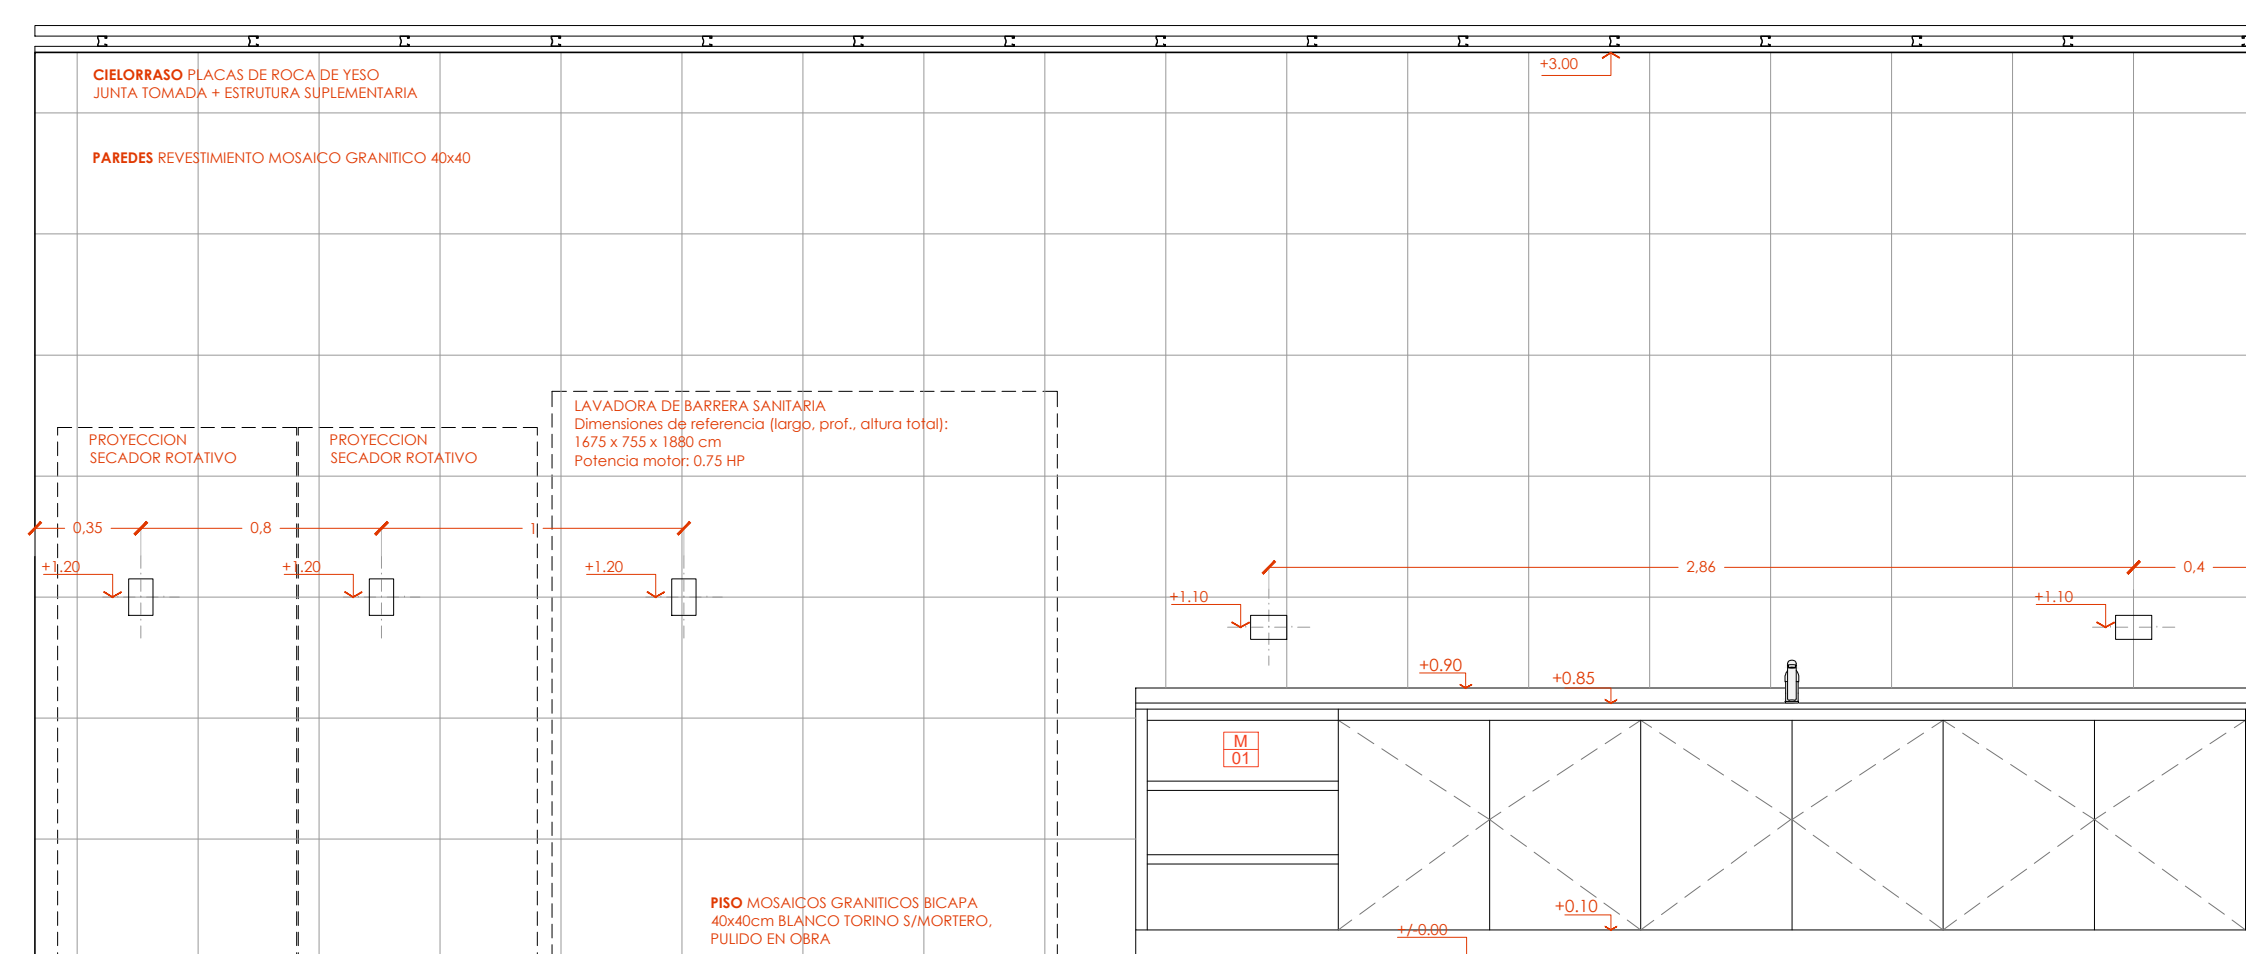 +3.00
CIELORRASO PLACAS DE ROCA DE YESO
JUNTA TOMADA + ESTRUTURA SUPLEMENTARIA
PAREDES REVESTIMIENTO MOSAICO GRANITICO 40x40
LAVADORA DE BARRERA SANITARIA
Dimensiones de referencia (largo, prof., altura total):
1675 x 755 x 1880 cm
Potencia motor: 0.75 HP
PROYECCION
SECADOR ROTATIVO
PROYECCION
SECADOR ROTATIVO
0,35
0,8
1
+1.20
+1.20
+1.20
2,86
0,4
+1.10
+1.10
+0.90
+0.85
M
01
PISO MOSAICOS GRANITICOS BICAPA
40x40cm BLANCO TORINO S/MORTERO,
PULIDO EN OBRA
+0.10
+/-0.00